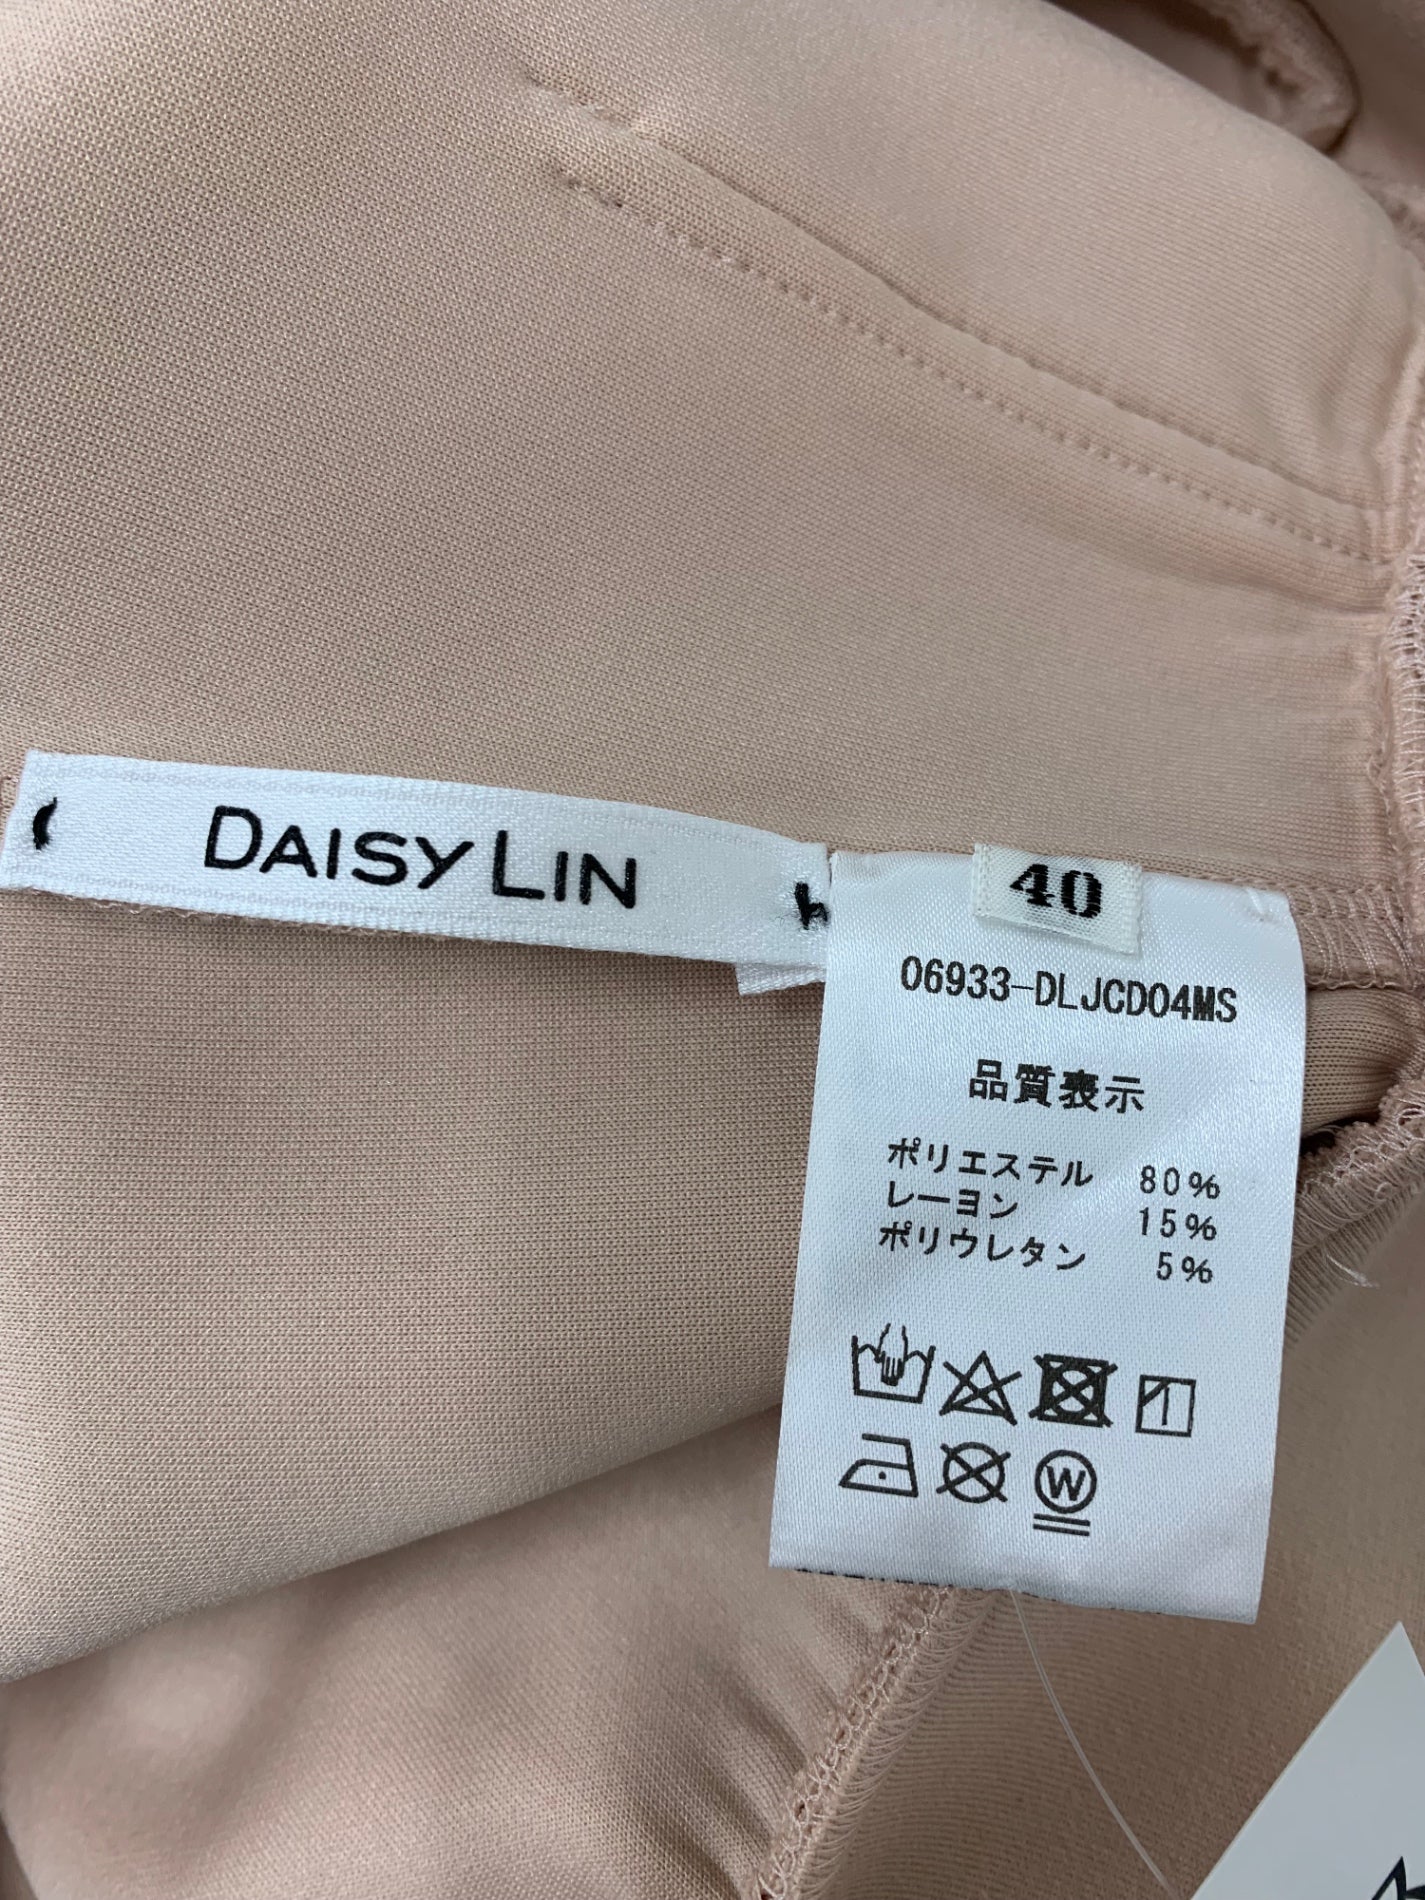 DAISY LIN
40
06933-DLJCD04MS
品質表示
ポリエステル 80%
レーヨン 15%
ポリウレタン 5%
W